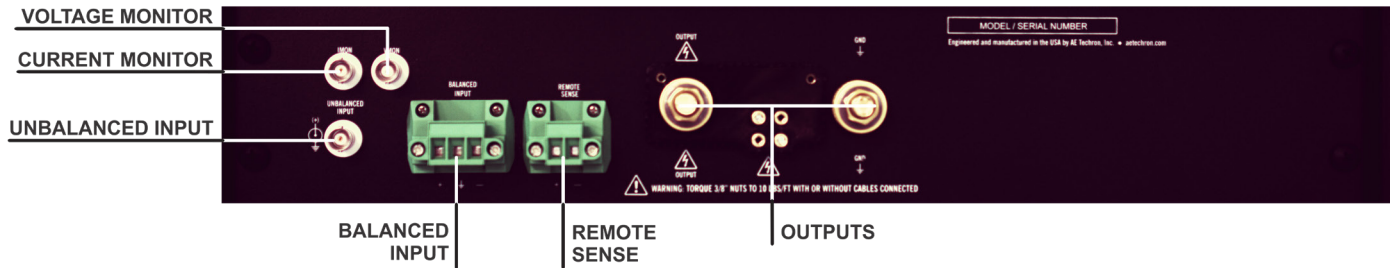 VOLTAGE MONITOR
CURRENT MONITOR
UNBALANCED INPUT
IMON
UNBALANCED
INPUT
(+)
BALANCED
INPUT
+ —
REMOTE
SENSE
+ —
OUTPUT
GND
OUTPUT
GND
WARNING: TORQUE 3/8" NUTS TO 10 LBS/FT WITH OR WITHOUT CABLES CONNECTED
MODEL / SERIAL NUMBER
Engineered and manufactured in the USA by AE Techron, Inc. • aetechron.com
BALANCED
INPUT
REMOTE
SENSE
OUTPUTS